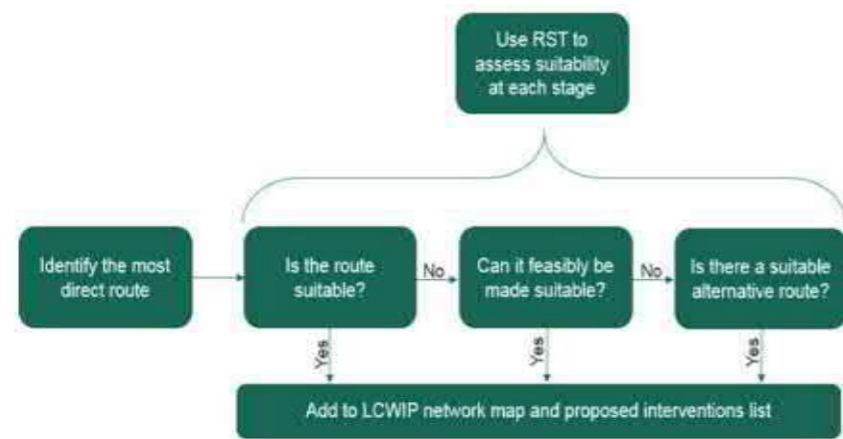 Use RST to
assess suitability
at each stage
Identify the most
direct route
Is the route
suitable?
No
Can it feasibly be
made suitable?
No
Is there a suitable
alternative route?
Yes
Yes
Yes
Add to LCWIP network map and proposed interventions list